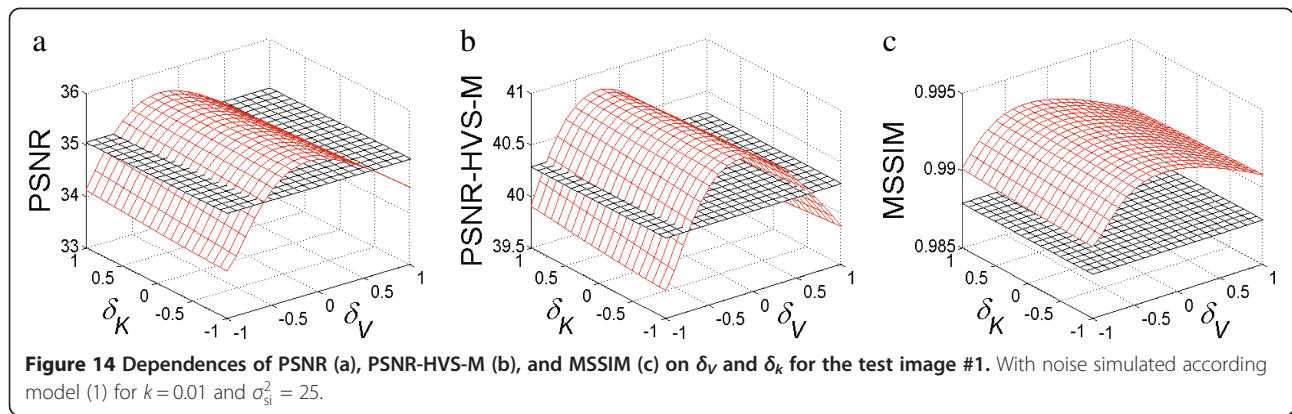 a
b
c
36
35
34
33
PSNR
1
0.5
0
-0.5
-1
δK
-1
-0.5
0
0.5
1
δV
41
40.5
40
39.5
PSNR-HVS-M
1
0.5
0
-0.5
-1
δK
-1
-0.5
0
0.5
1
δV
0.995
0.99
0.985
MSSIM
1
0.5
0
-0.5
-1
δK
-1
-0.5
0
0.5
1
δV
Figure 14 Dependences of PSNR (a), PSNR-HVS-M (b), and MSSIM (c) on δV and δk for the test image #1. With noise simulated according
model (1) for k = 0.01 and σ²si = 25.